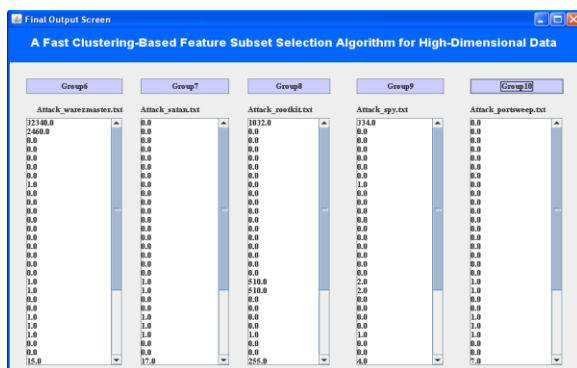 Final Output Screen
A Fast Clustering-Based Feature Subset Selection Algorithm for High-Dimensional Data
Group6 Group7 Group8 Group9 Group10
Attack_warezmaster.txt Attack_satan.txt Attack_rootkit.txt Attack_spy.txt Attack_portsweep.txt
32340.0 0.0 1032.0 334.0 0.0
2460.0 0.0 0.0 0.0 0.0
0.0 0.0 0.0 0.0 0.0
0.0 0.0 0.0 0.0 0.0
0.0 0.0 0.0 0.0 0.0
0.0 0.0 0.0 0.0 0.0
0.0 0.0 0.0 0.0 0.0
1.0 0.0 0.0 1.0 0.0
0.0 0.0 0.0 0.0 0.0
0.0 0.0 0.0 0.0 0.0
0.0 0.0 0.0 0.0 0.0
0.0 0.0 0.0 0.0 0.0
0.0 0.0 0.0 0.0 0.0
0.0 0.0 0.0 0.0 0.0
0.0 0.0 0.0 0.0 0.0
0.0 0.0 0.0 0.0 0.0
0.0 0.0 0.0 0.0 0.0
0.0 0.0 0.0 0.0 0.0
1.0 1.0 510.0 2.0 1.0
1.0 1.0 510.0 2.0 1.0
0.0 0.0 0.0 0.0 0.0
0.0 0.0 0.0 0.0 0.0
1.0 1.0 0.0 0.0 1.0
1.0 1.0 0.0 0.0 1.0
1.0 0.0 1.0 1.0 1.0
0.0 0.0 0.0 0.0 0.0
0.0 0.0 0.0 0.0 0.0
15.0 17.0 255.0 4.0 7.0